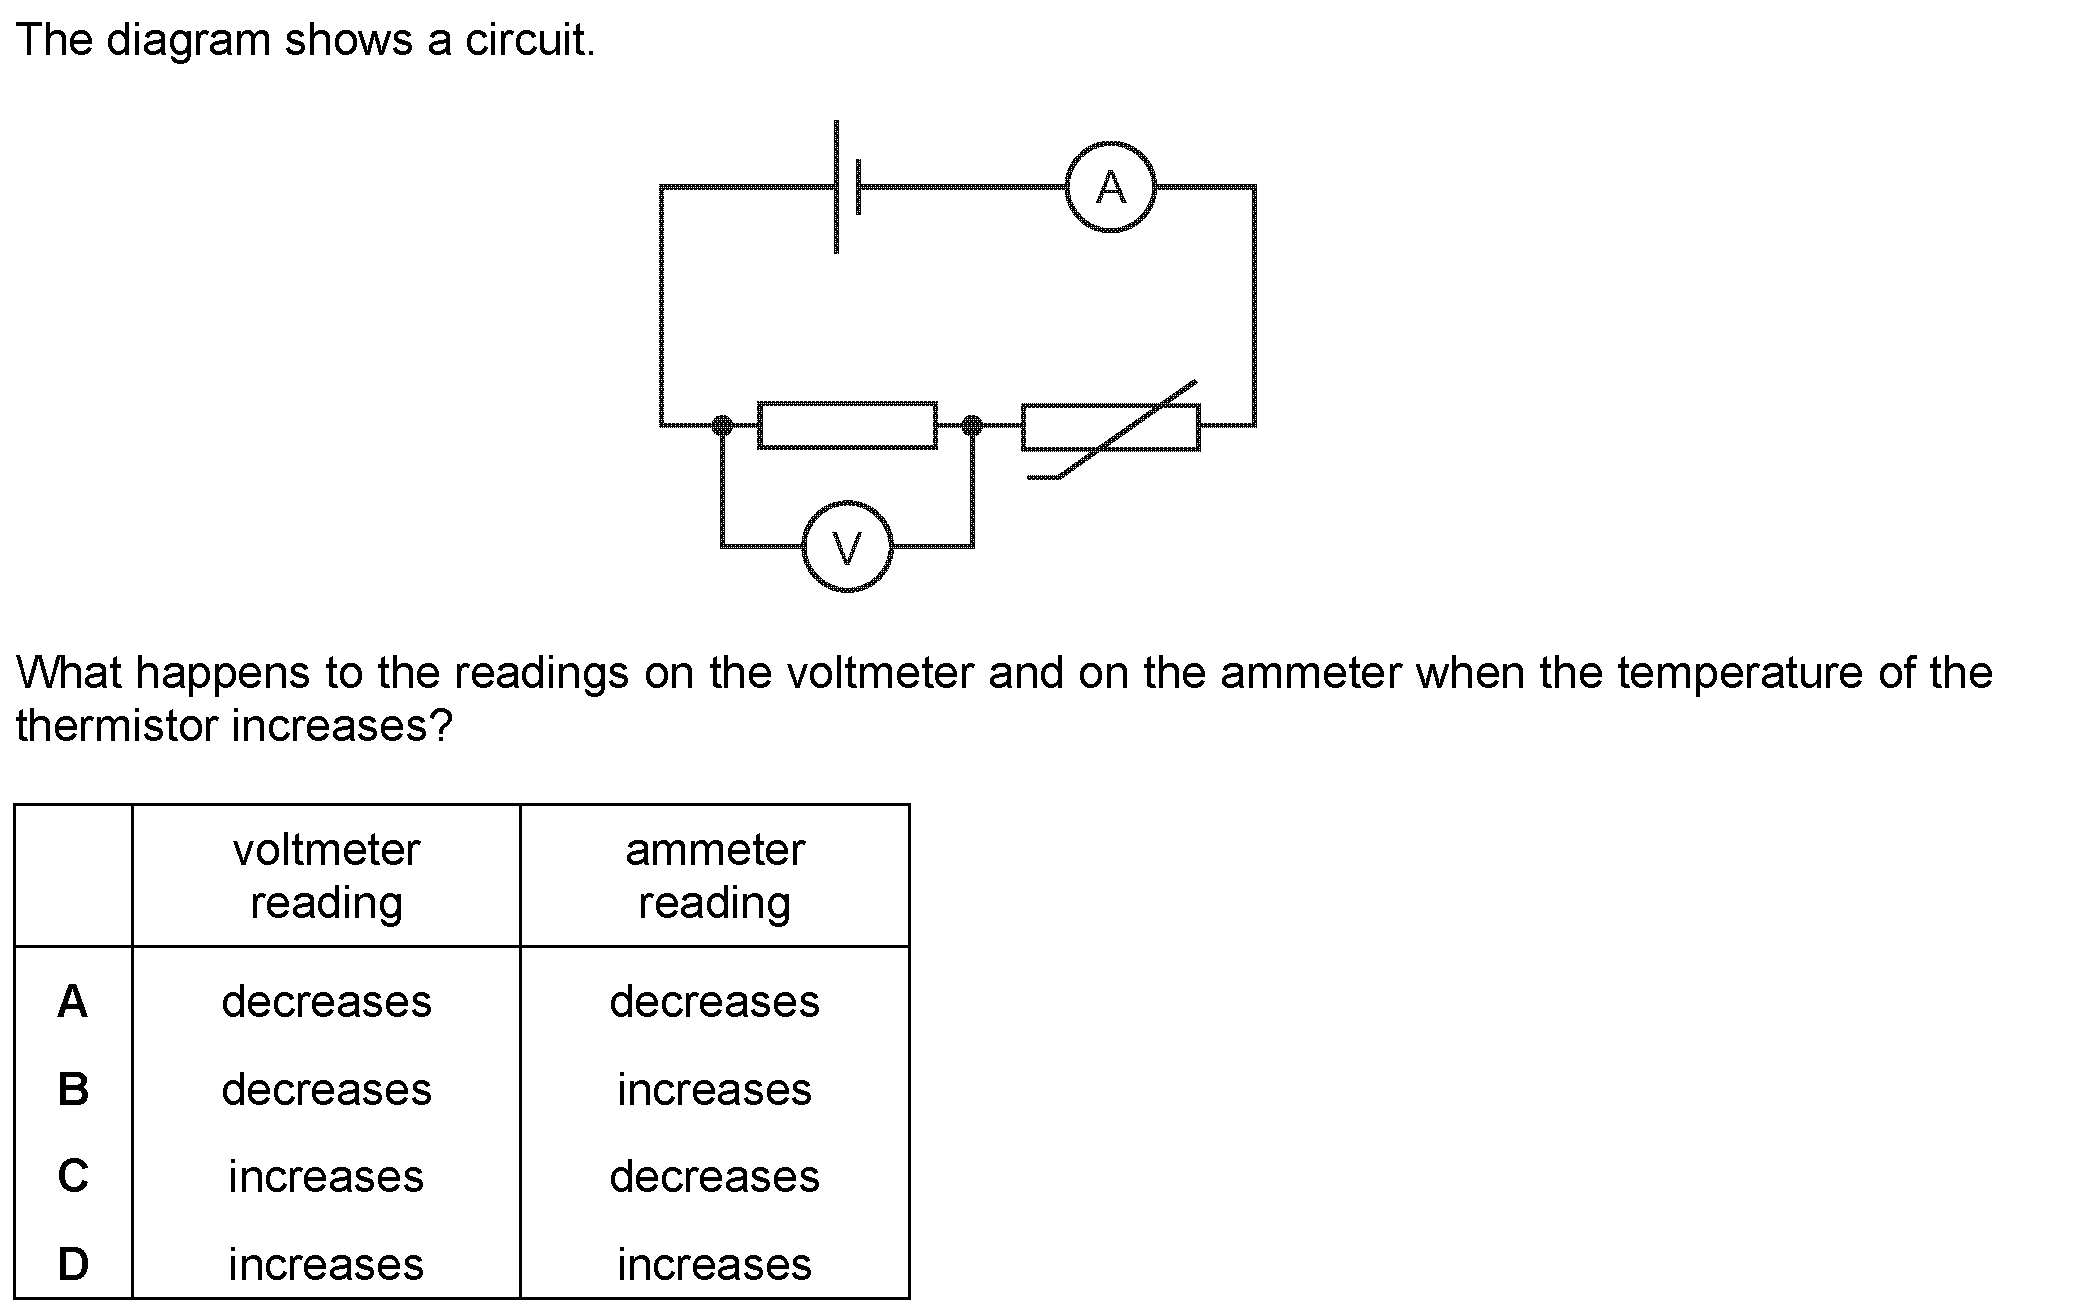 The diagram shows a circuit.
A
V
What happens to the readings on the voltmeter and on the ammeter when the temperature of the
thermistor increases?
voltmeter reading ammeter reading
A decreases decreases
B decreases increases
C increases decreases
D increases increases